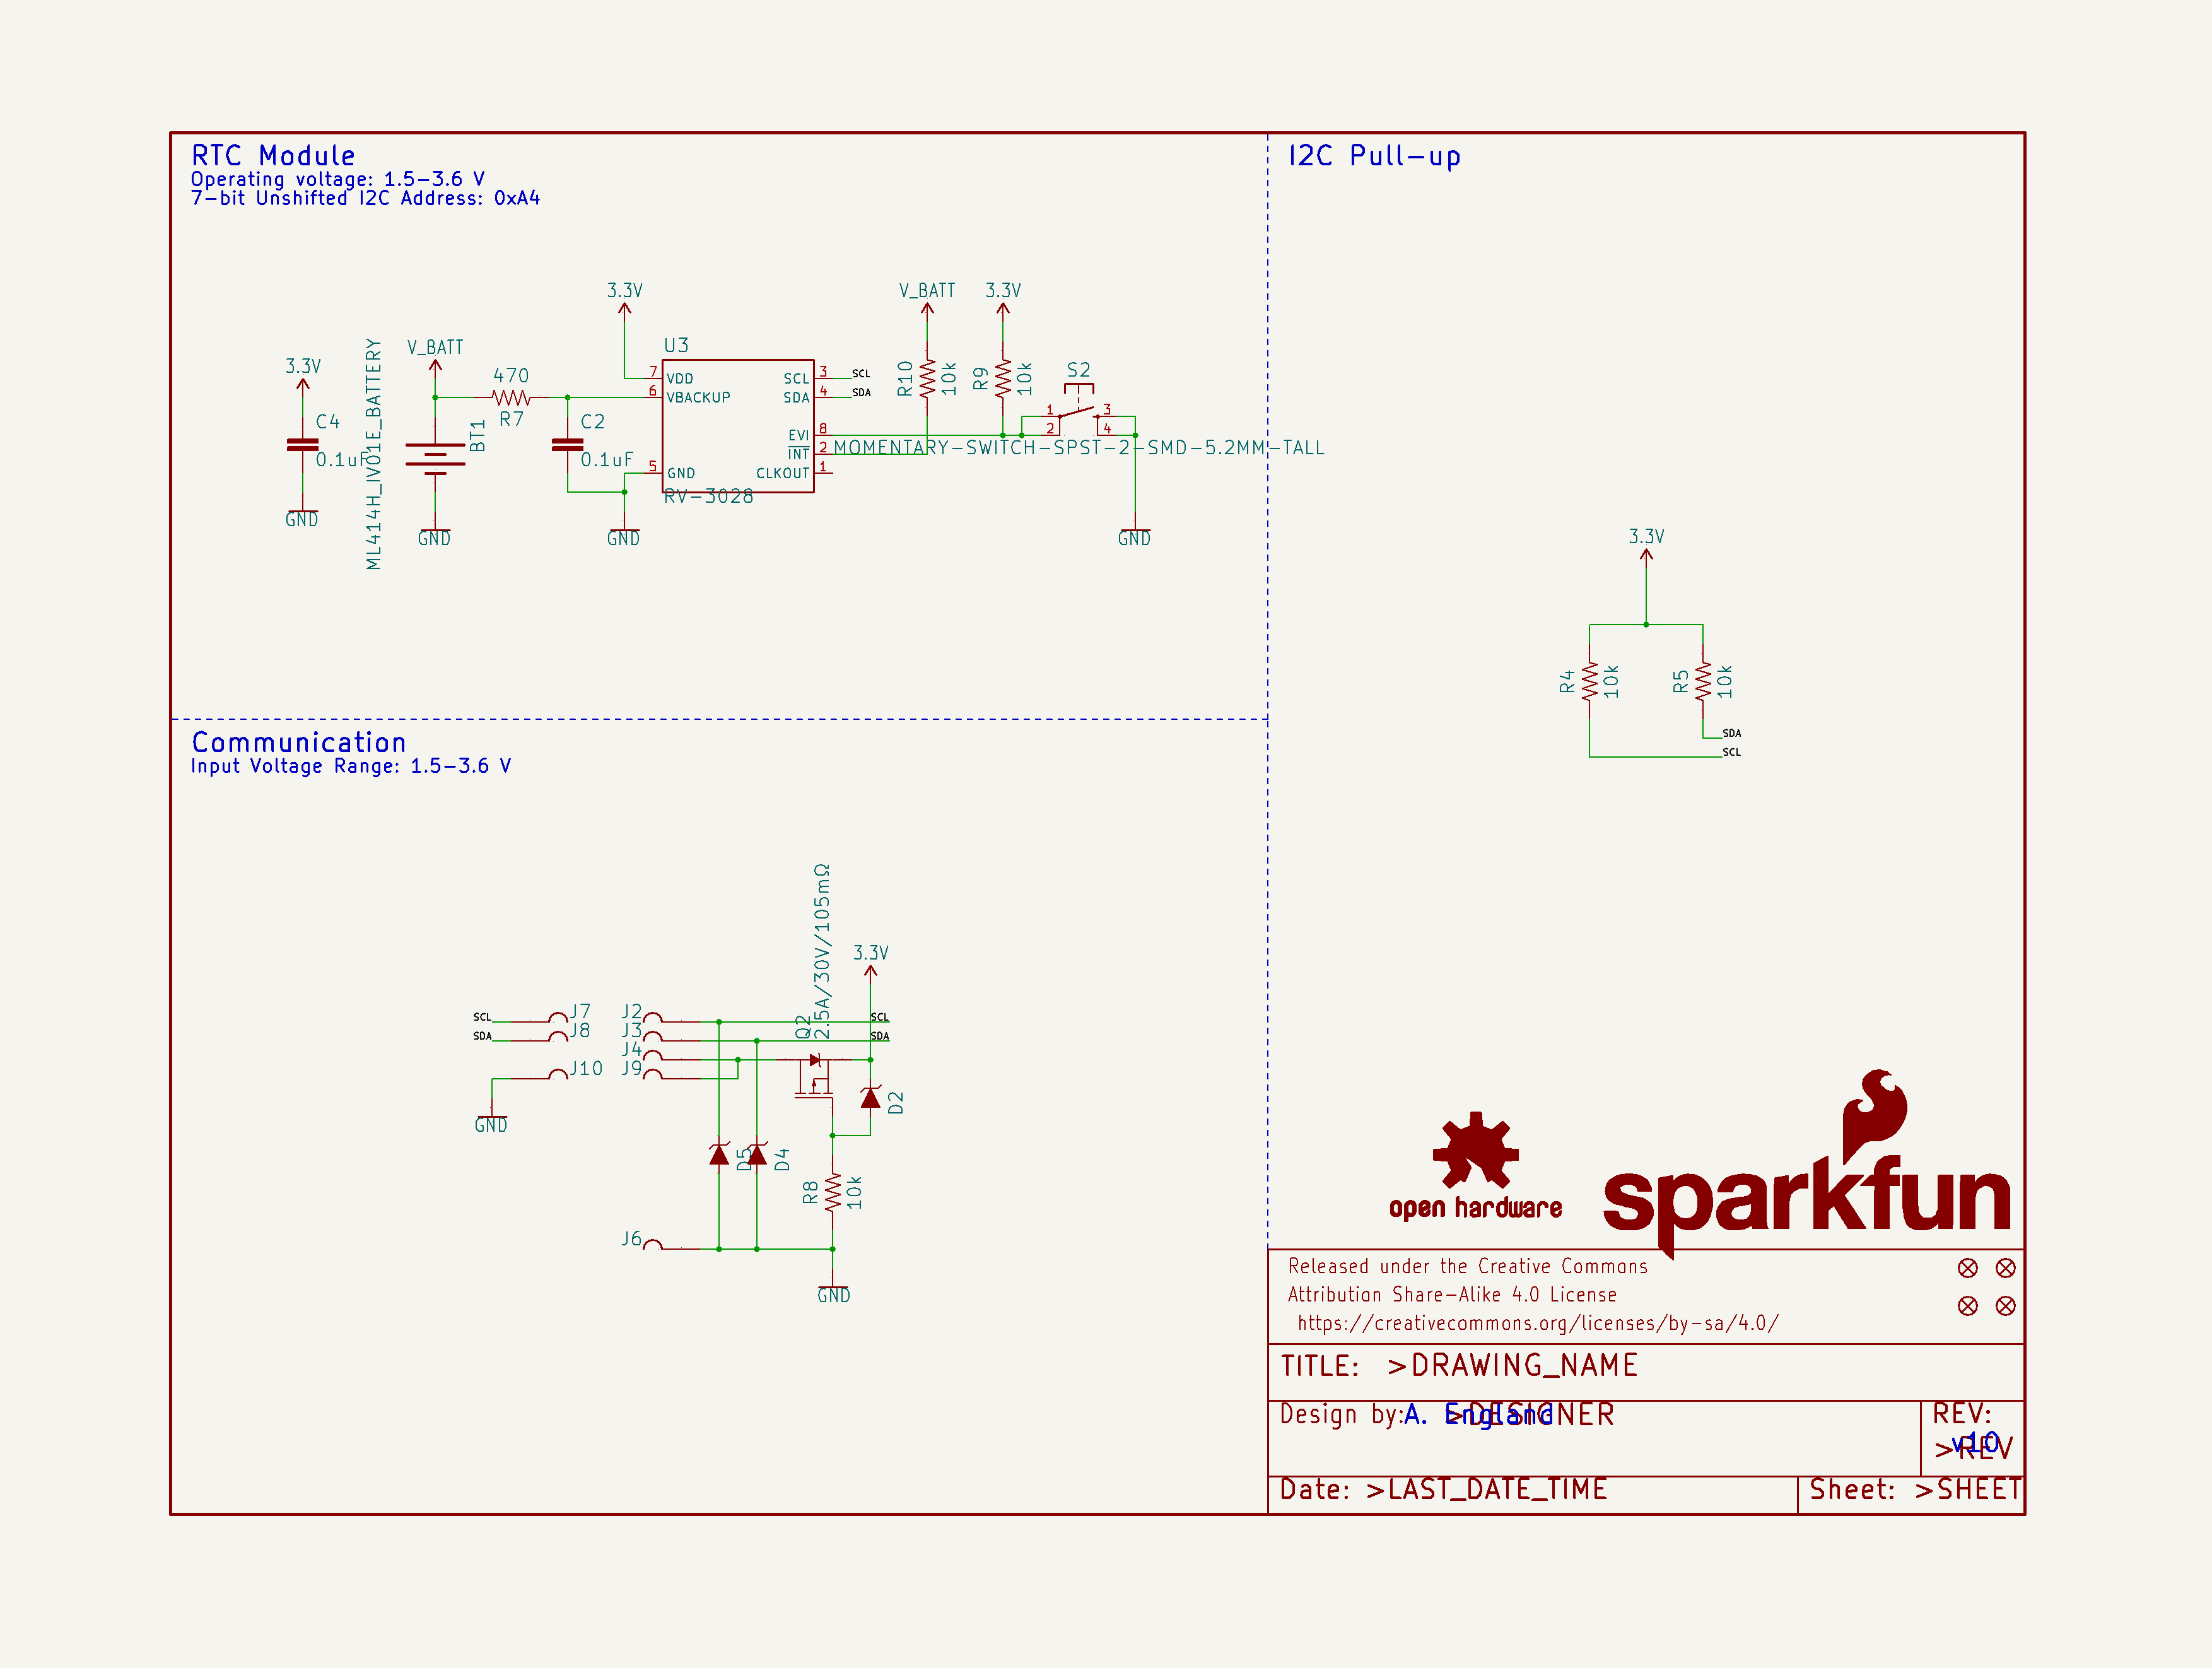 RTC Module
Operating voltage: 1.5-3.6 V
7-bit Unshifted I2C Address: 0xA4
I2C Pull-up
3.3V
C4
0.1uF
GND
ML414H_IV01E_BATTERY
V_BATT
BT1
GND
470
R7
C2
0.1uF
3.3V
GND
U3
7 VDD
6 VBACKUP
5 GND
SCL 3 SCL
SDA 4 SDA
EVI 8
INT 2
CLKOUT 1
RV-3028
V_BATT
R10
10k
3.3V
R9
10k
S2
1
2
3
4
MOMENTARY-SWITCH-SPST-2-SMD-5.2MM-TALL
GND
3.3V
R4
10k
R5
10k
SDA
SCL
Communication
Input Voltage Range: 1.5-3.6 V
SCL J7
SDA J8
J10
GND
J2
J3
J4
J9
Q2
2.5A/30V/105mΩ
3.3V
SCL
SDA
D2
D5
D4
R8
10k
J6
GND
open hardware
sparkfun
Released under the Creative Commons
Attribution Share-Alike 4.0 License
https://creativecommons.org/licenses/by-sa/4.0/
TITLE: >DRAWING_NAME
Design by: A. England >DESIGNER
REV:
v10
>REV
Date: >LAST_DATE_TIME
Sheet: >SHEET